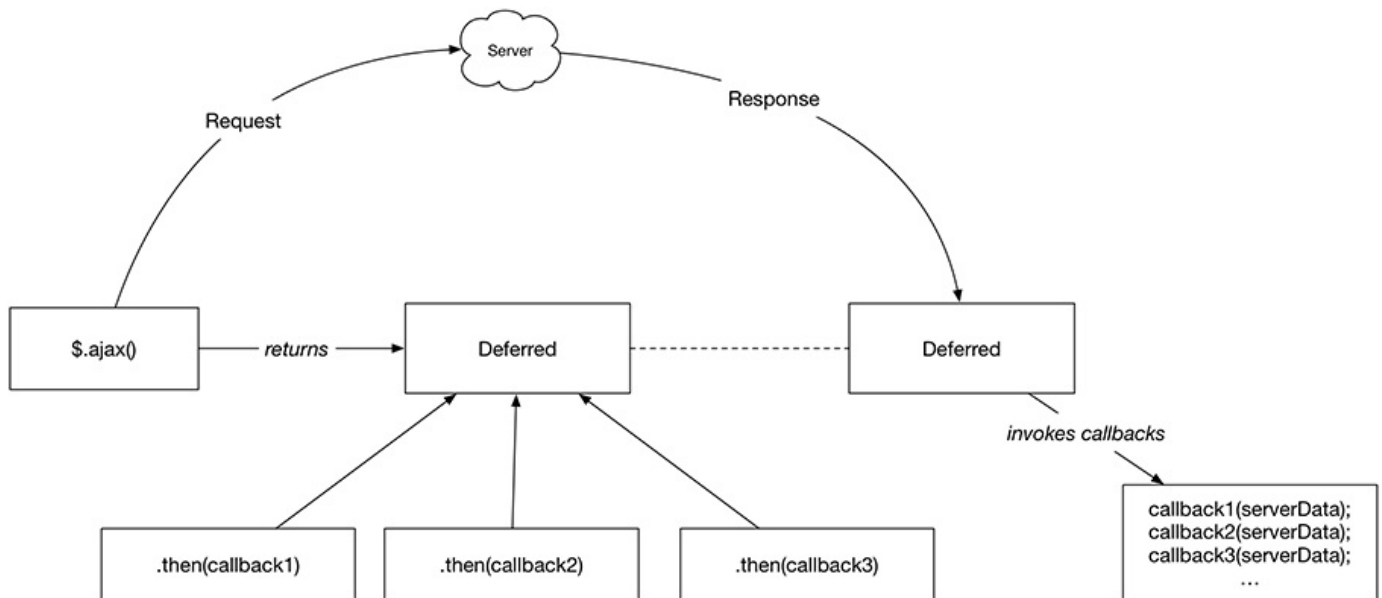 Server
Request
Response
$.ajax()
returns
Deferred
Deferred
invokes callbacks
.then(callback1)
.then(callback2)
.then(callback3)
callback1(serverData);
callback2(serverData);
callback3(serverData);
...